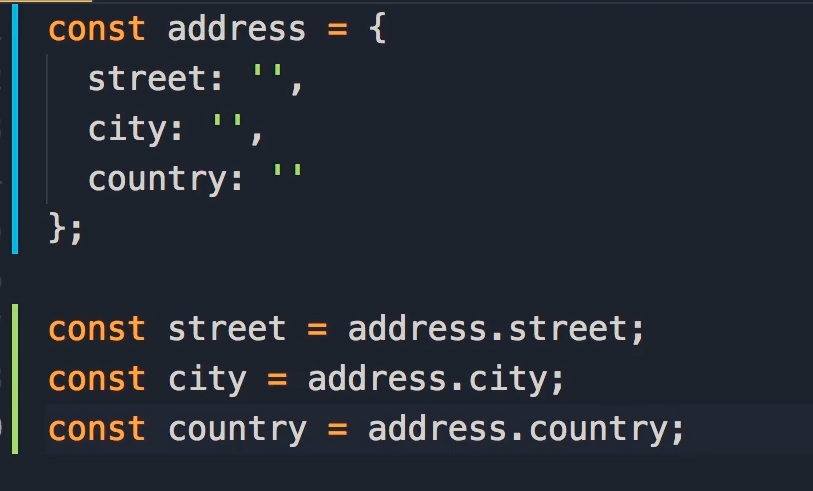 const address = {
  street: '',
  city: '',
  country: ''
};

const street = address.street;
const city = address.city;
const country = address.country;